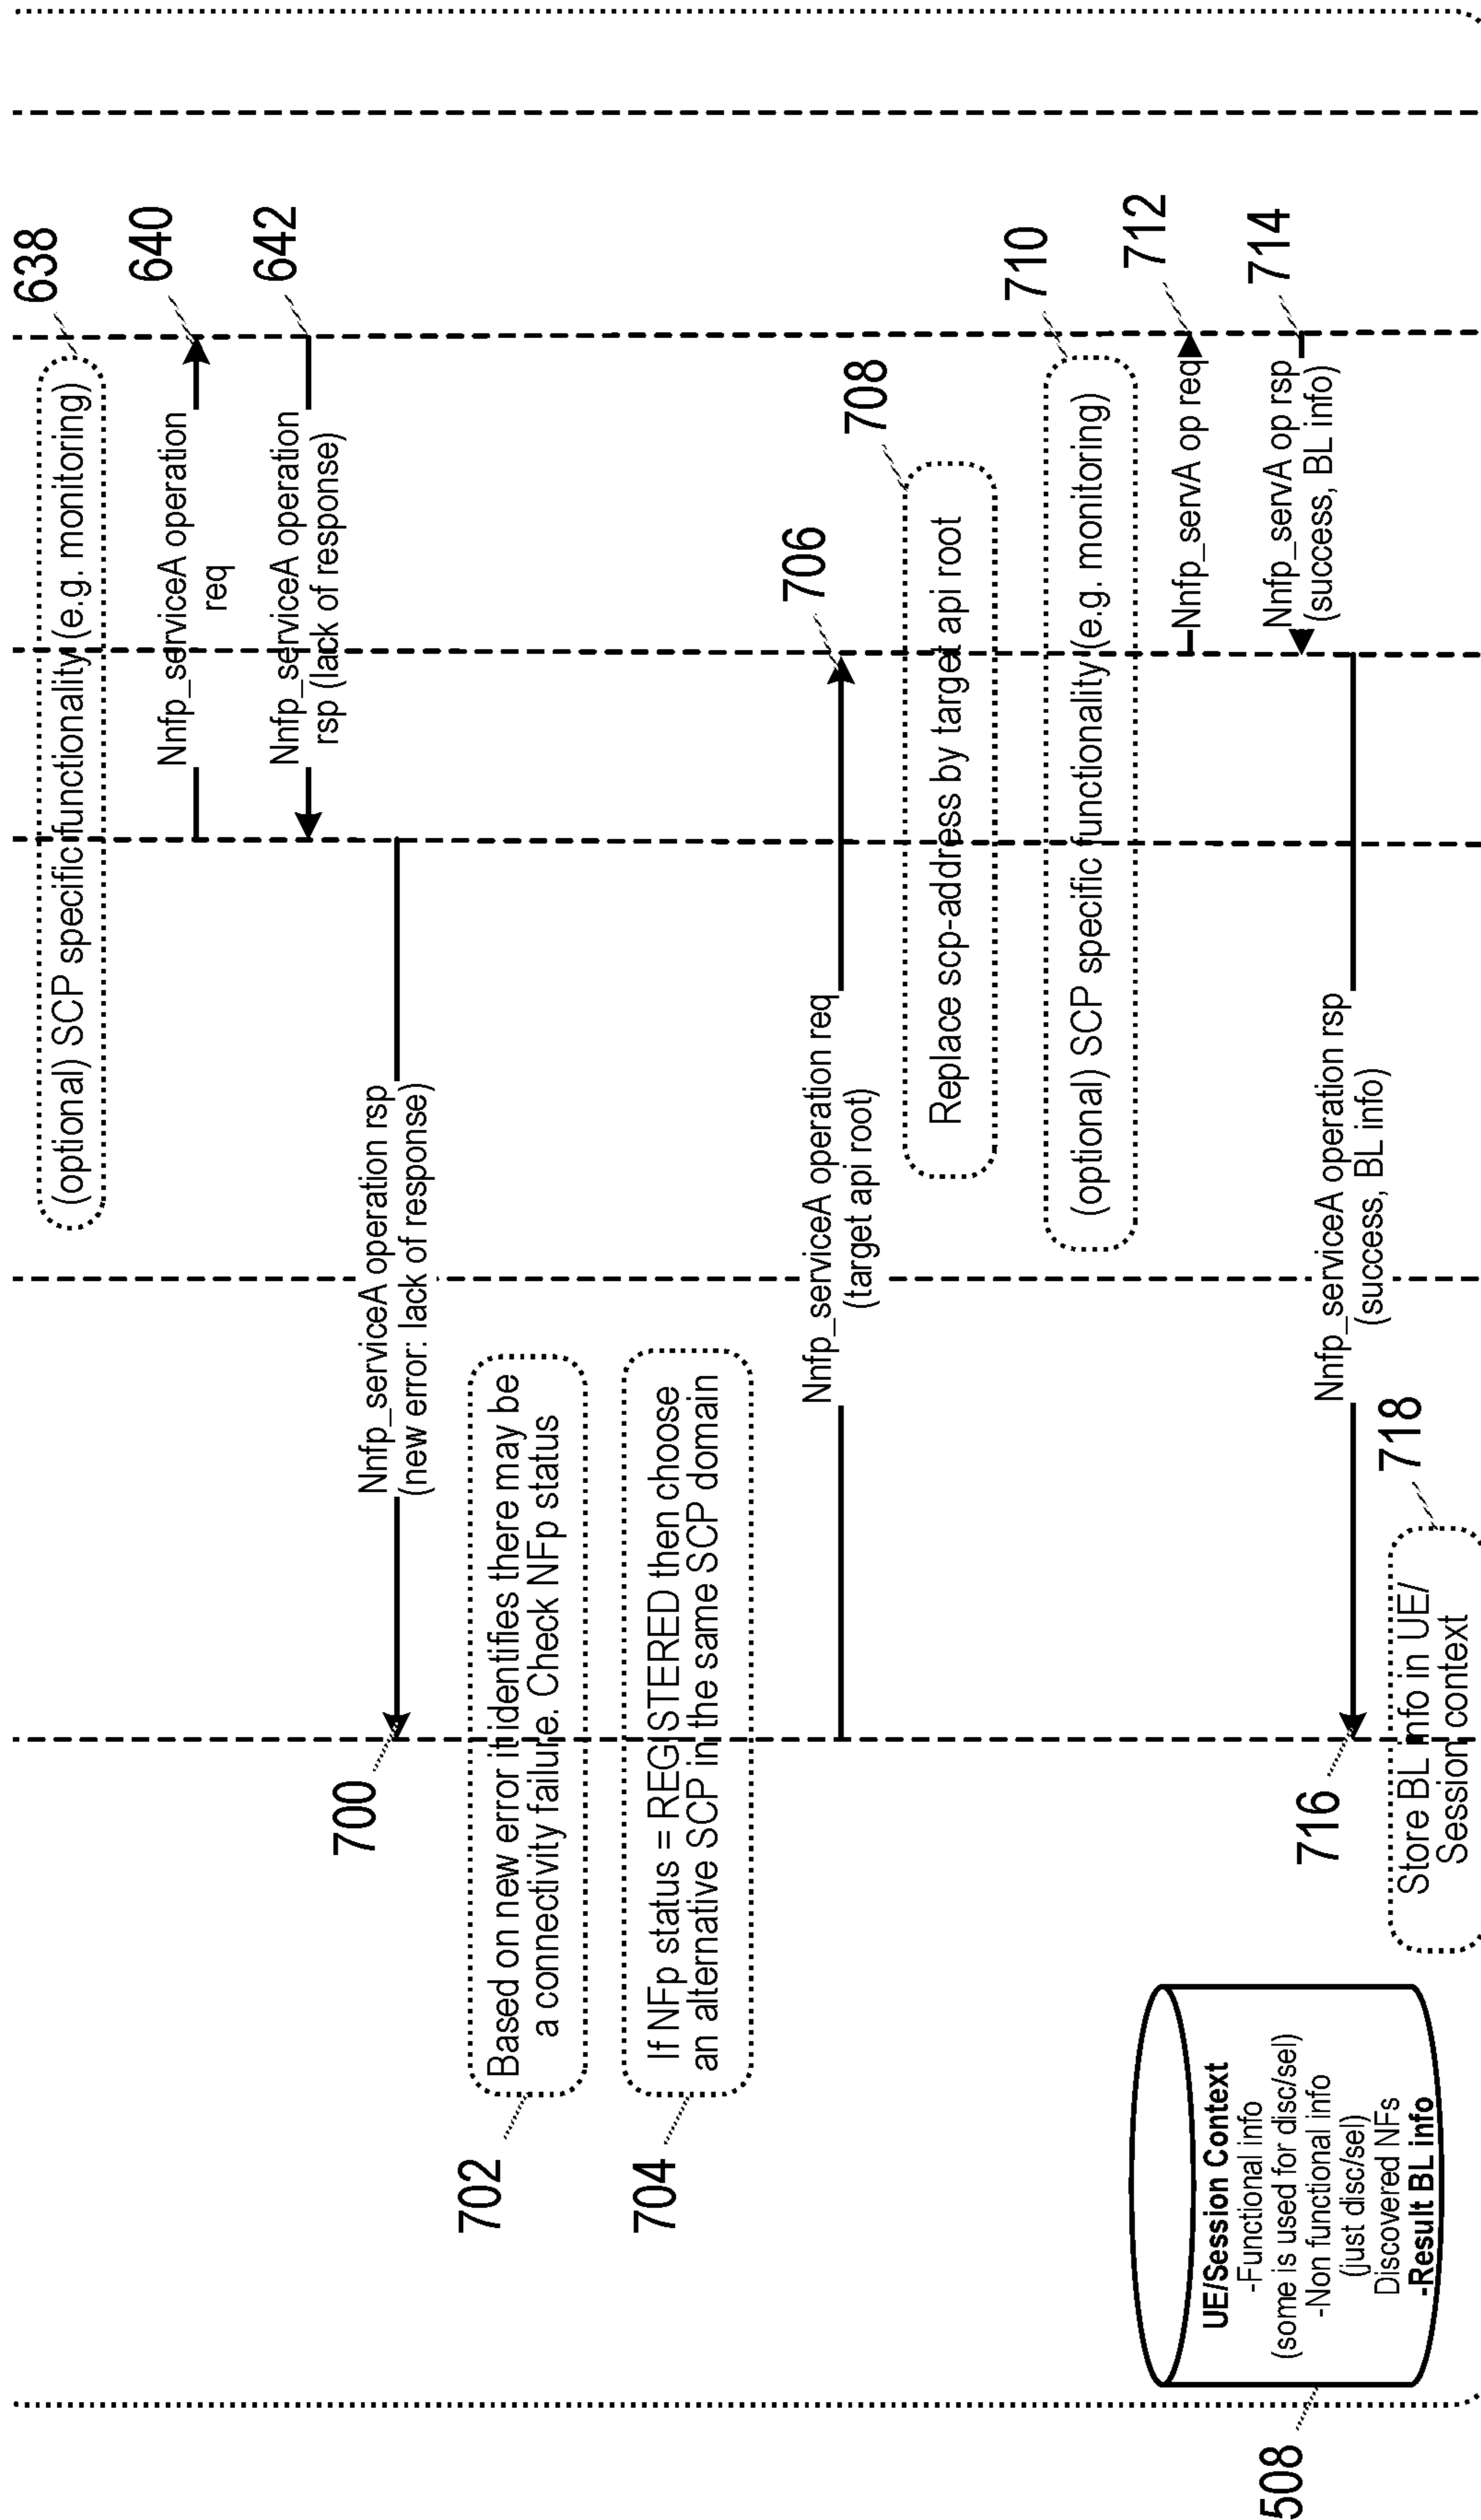 638
(optional) SCP specific functionality (e.g. monitoring)
640
Nnfp_serviceA operation
req
642
Nnfp_serviceA operation
rsp (lack of response)
Nnfp_serviceA operation rsp
(new error: lack of response)
700
Based on new error it identifies there may be
a connectivity failure. Check NFp status
702
If NFp status = REGISTERED then choose
an alternative SCP in the same SCP domain
704
706
Nnfp_serviceA operation req
(target api root)
708
Replace scp-address by target api root
710
(optional) SCP specific functionality (e.g. monitoring)
712
Nnfp_servA op req
714
Nnfp_servA op rsp
(success, BL info)
Nnfp_serviceA operation rsp
(success, BL info)
716
718
Store BL info in UE/
Session context
UE/Session Context
-Functional info
(some is used for disc/sel)
-Non functional info
(just disc/sel)
Discovered NFs
-Result BL info
508